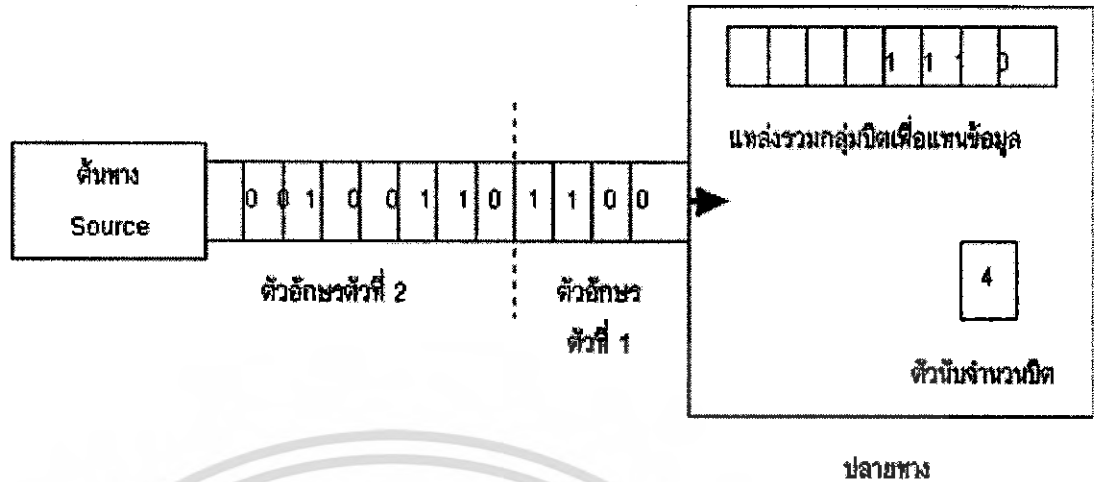 1 1 1 0
แหล่งรวมกลุ่มบิตเพื่อแทนข้อมูล
ต้นทาง
Source
0 0 1 0 0 1 1 0 1 1 0 0
4
ตัวอักษรตัวที่ 2
ตัวอักษร
ตัวที่ 1
ตัวนับจำนวนบิต
ปลายทาง